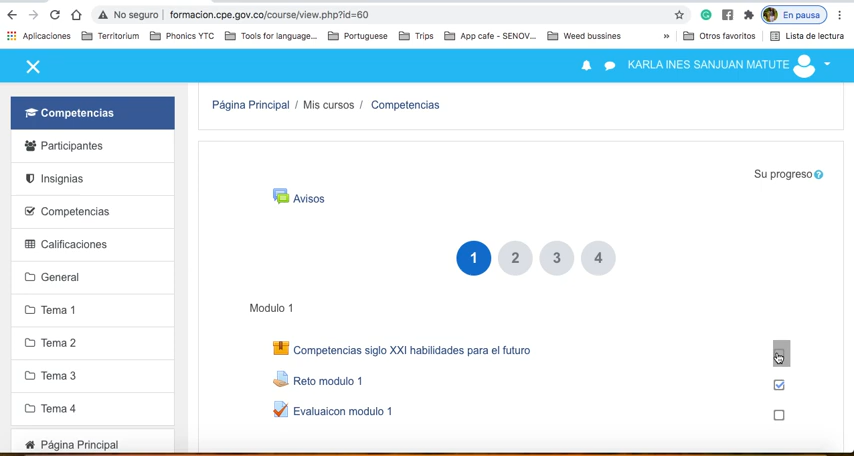 No seguro | formacion.cpe.gov.co/course/view.php?id=60 En pausa
Aplicaciones Territorium Phonics YTC Tools for language... Portuguese Trips App cafe - SENOV... Weed bussines » Otros favoritos Lista de lectura
KARLA INES SANJUAN MATUTE
Competencias
Participantes
Insignias
Competencias
Calificaciones
General
Tema 1
Tema 2
Tema 3
Tema 4
Página Principal
Página Principal / Mis cursos / Competencias
Su progreso
Avisos
1 2 3 4
Modulo 1
Competencias siglo XXI habilidades para el futuro
Reto modulo 1
Evaluaicon modulo 1